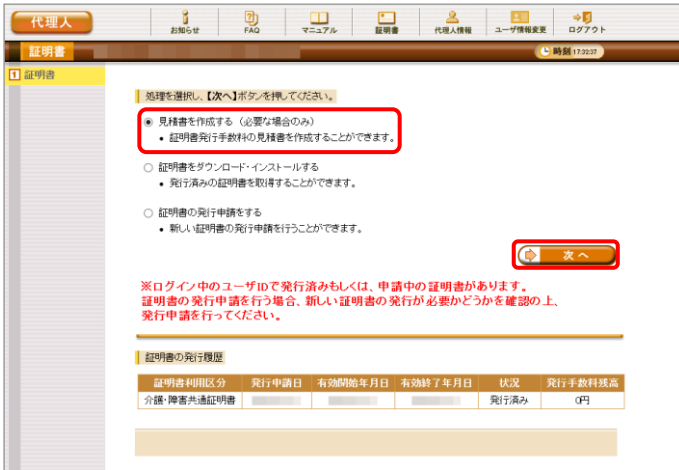 代理人
お知らせ
FAQ
マニュアル
証明書
代理人情報
ユーザ情報変更
ログアウト
証明書
時刻 17:32:37
1 証明書
処理を選択し、【次へ】ボタンを押してください。
見積書を作成する（必要な場合のみ）
• 証明書発行手数料の見積書を作成することができます。
証明書をダウンロード・インストールする
• 発行済みの証明書を取得することができます。
証明書の発行申請をする
• 新しい証明書の発行申請を行うことができます。
次へ
※ログイン中のユーザIDで発行済みもしくは、申請中の証明書があります。
証明書の発行申請を行う場合、新しい証明書の発行が必要かどうかを確認の上、
発行申請を行ってください。
証明書の発行履歴
証明書利用区分 発行申請日 有効開始年月日 有効終了年月日 状況 発行手数料残高
介護・障害共通証明書 発行済み 0円